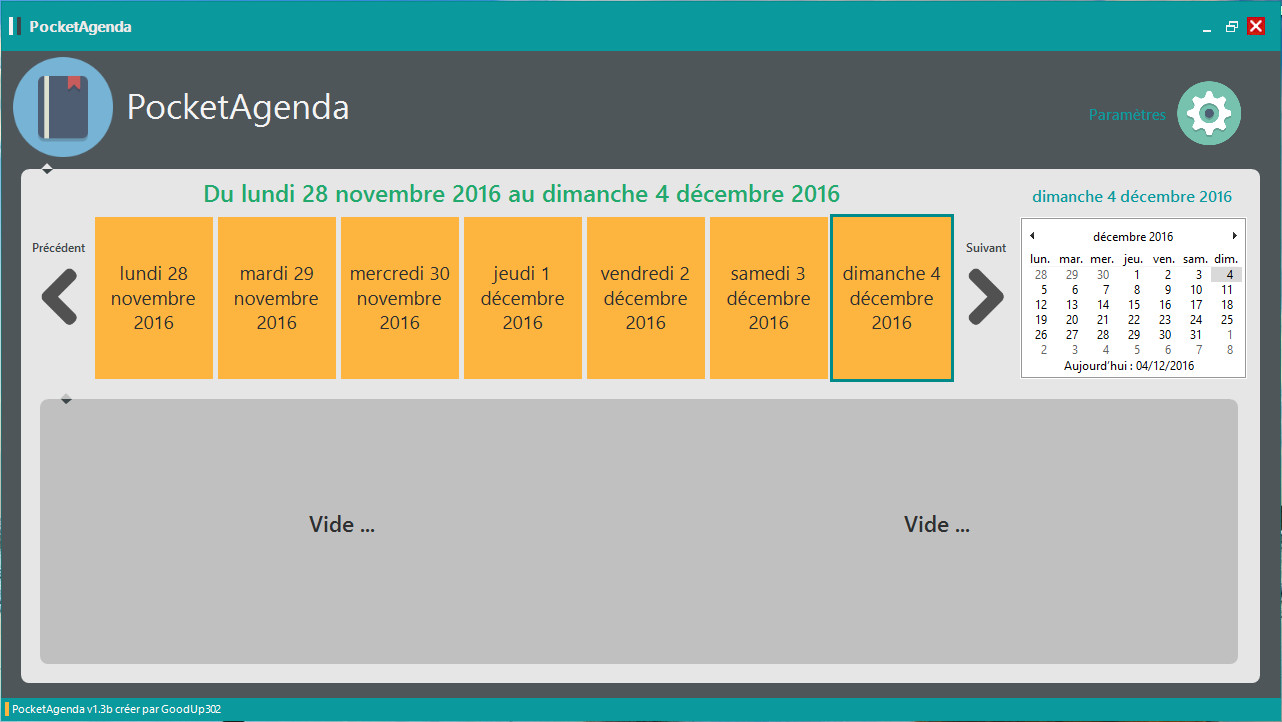 PocketAgenda
PocketAgenda
Paramètres
Du lundi 28 novembre 2016 au dimanche 4 décembre 2016
dimanche 4 décembre 2016
Précédent
lundi 28
novembre
2016
mardi 29
novembre
2016
mercredi 30
novembre
2016
jeudi 1
décembre
2016
vendredi 2
décembre
2016
samedi 3
décembre
2016
dimanche 4
décembre
2016
Suivant
décembre 2016
lun. mar. mer. jeu. ven. sam. dim.
28 29 30 1 2 3 4
5 6 7 8 9 10 11
12 13 14 15 16 17 18
19 20 21 22 23 24 25
26 27 28 29 30 31 1
2 3 4 5 6 7 8
Aujourd'hui : 04/12/2016
Vide ...
Vide ...
PocketAgenda v1.3b créer par GoodUp302